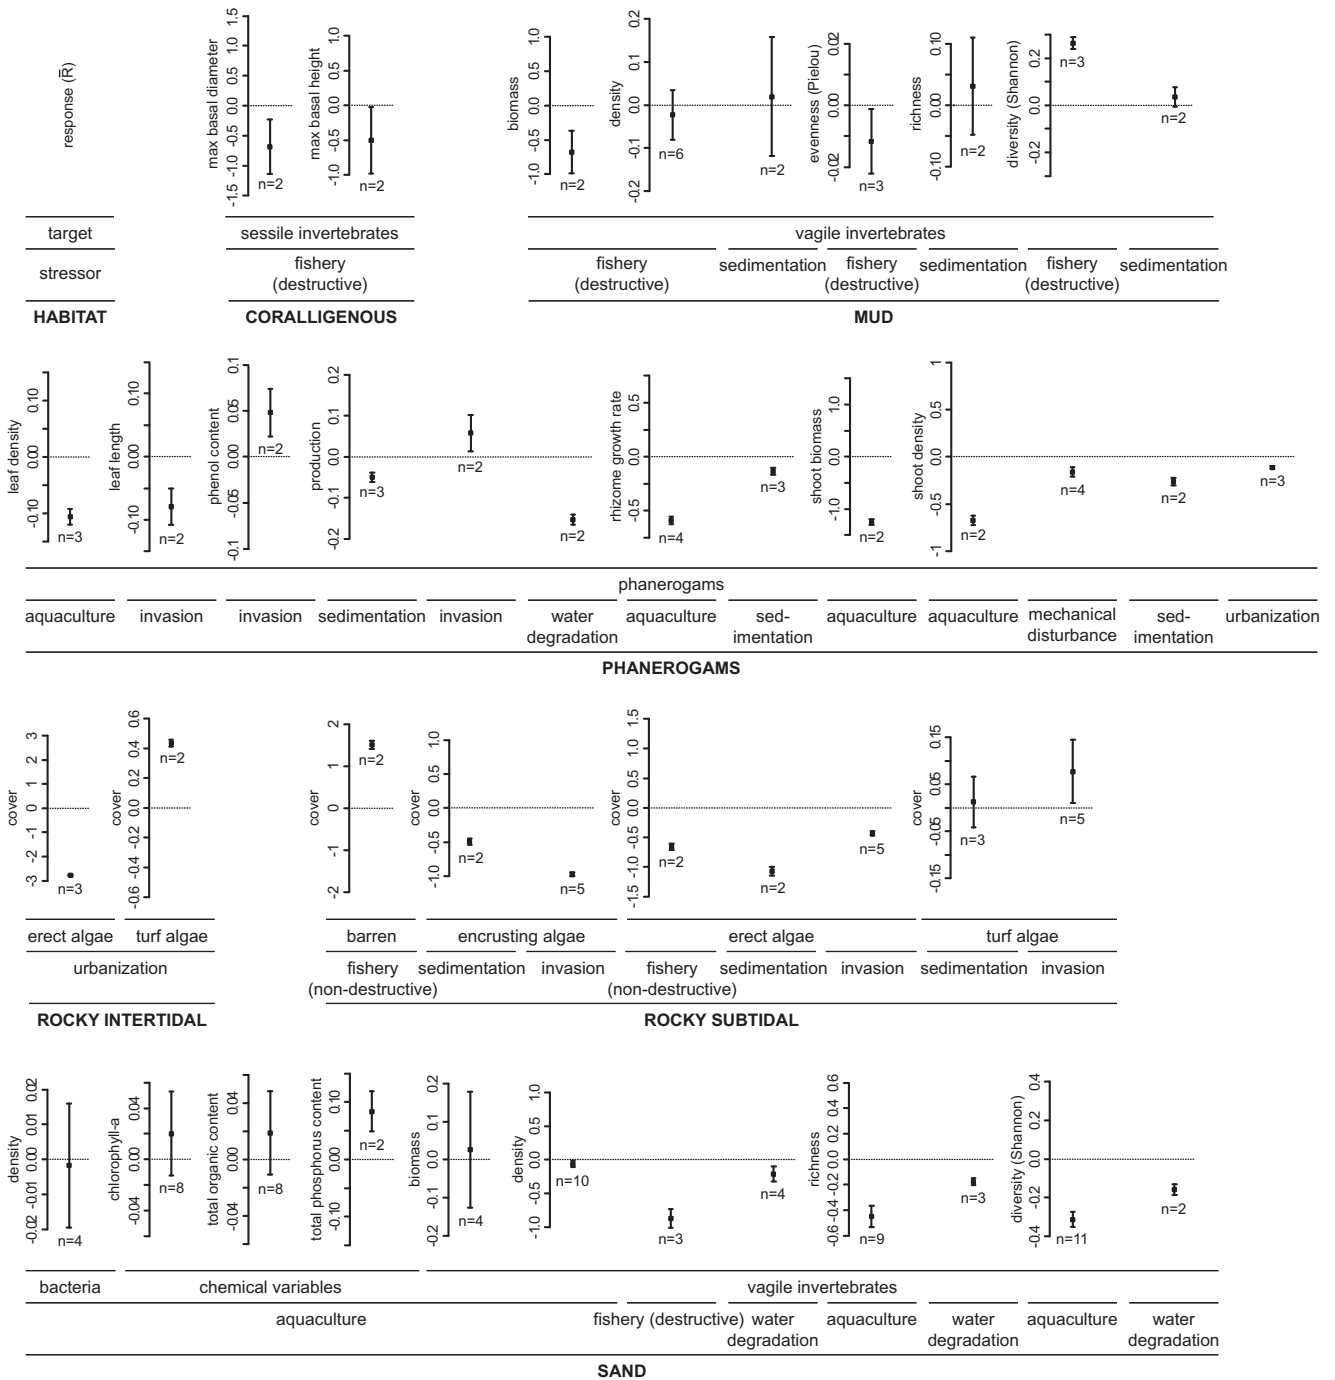 response (R̄)
max basal diameter
1.5
1.0
0.5
0.0
-0.5
-1.0
-1.5
n=2
max basal height
1.0
0.5
0.0
-0.5
-1.0
n=2
biomass
1.0
0.5
0.0
-0.5
-1.0
n=2
density
0.2
0.1
0.0
-0.1
-0.2
n=6
n=2
evenness (Pielou)
0.02
0.00
-0.02
n=3
richness
0.10
0.00
-0.10
n=2
diversity (Shannon)
0.2
0.0
-0.2
n=3
n=2
target
sessile invertebrates
vagile invertebrates
stressor
fishery
(destructive)
fishery
(destructive)
sedimentation
fishery
(destructive)
sedimentation
fishery
(destructive)
sedimentation
HABITAT
CORALLIGENOUS
MUD
leaf density
0.10
0.00
-0.10
n=3
leaf length
0.10
0.00
-0.10
n=2
phenol content
0.1
0.05
0.00
-0.05
-0.1
n=2
production
0.2
0.1
0.0
-0.1
-0.2
n=3
n=2
n=2
rhizome growth rate
0.5
0.0
-0.5
n=4
n=3
shoot biomass
1.0
0.0
-1.0
n=2
shoot density
1
0.5
0.0
-0.5
-1
n=2
n=4
n=2
n=3
phanerogams
aquaculture
invasion
invasion
sedimentation
invasion
water
degradation
aquaculture
sed-
imentation
aquaculture
aquaculture
mechanical
disturbance
sed-
imentation
urbanization
PHANEROGAMS
cover
3
2
1
0
-1
-2
-3
n=3
cover
0.6
0.4
0.2
0.0
-0.2
-0.4
-0.6
n=2
cover
2
1
0
-1
-2
n=2
cover
1.0
0.5
0.0
-0.5
-1.0
n=2
n=5
cover
1.5
1.0
0.5
0.0
-0.5
-1.0
-1.5
n=2
n=2
n=5
cover
0.15
0.05
-0.05
-0.15
n=3
n=5
erect algae
turf algae
barren
encrusting algae
erect algae
turf algae
urbanization
fishery
(non-destructive)
sedimentation
invasion
fishery
(non-destructive)
sedimentation
invasion
sedimentation
invasion
ROCKY INTERTIDAL
ROCKY SUBTIDAL
density
0.02
0.01
0.00
-0.01
-0.02
n=4
chlorophyll-a
0.04
0.00
-0.04
n=8
total organic content
0.04
0.00
-0.04
n=8
total phosphorus content
0.10
0.00
-0.10
n=2
biomass
0.2
0.1
0.0
-0.1
-0.2
n=4
density
1.0
0.5
0.0
-0.5
-1.0
n=10
n=3
n=4
richness
0.6
0.4
0.2
0.0
-0.2
-0.4
-0.6
n=9
n=3
diversity (Shannon)
0.4
0.2
0.0
-0.2
-0.4
n=11
n=2
bacteria
chemical variables
vagile invertebrates
aquaculture
fishery (destructive)
water
degradation
aquaculture
water
degradation
aquaculture
water
degradation
SAND